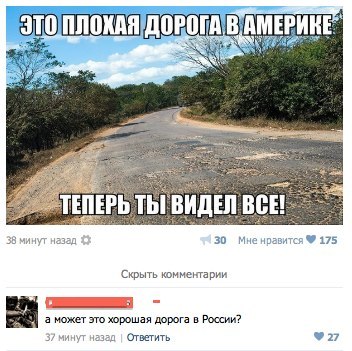 ЭТО ПЛОХАЯ ДОРОГА В АМЕРИКЕ
ТЕПЕРЬ ТЫ ВИДЕЛ ВСЕ!
38 минут назад 30 Мне нравится 175
Скрыть комментарии
а может это хорошая дорога в России?
37 минут назад | Ответить 27